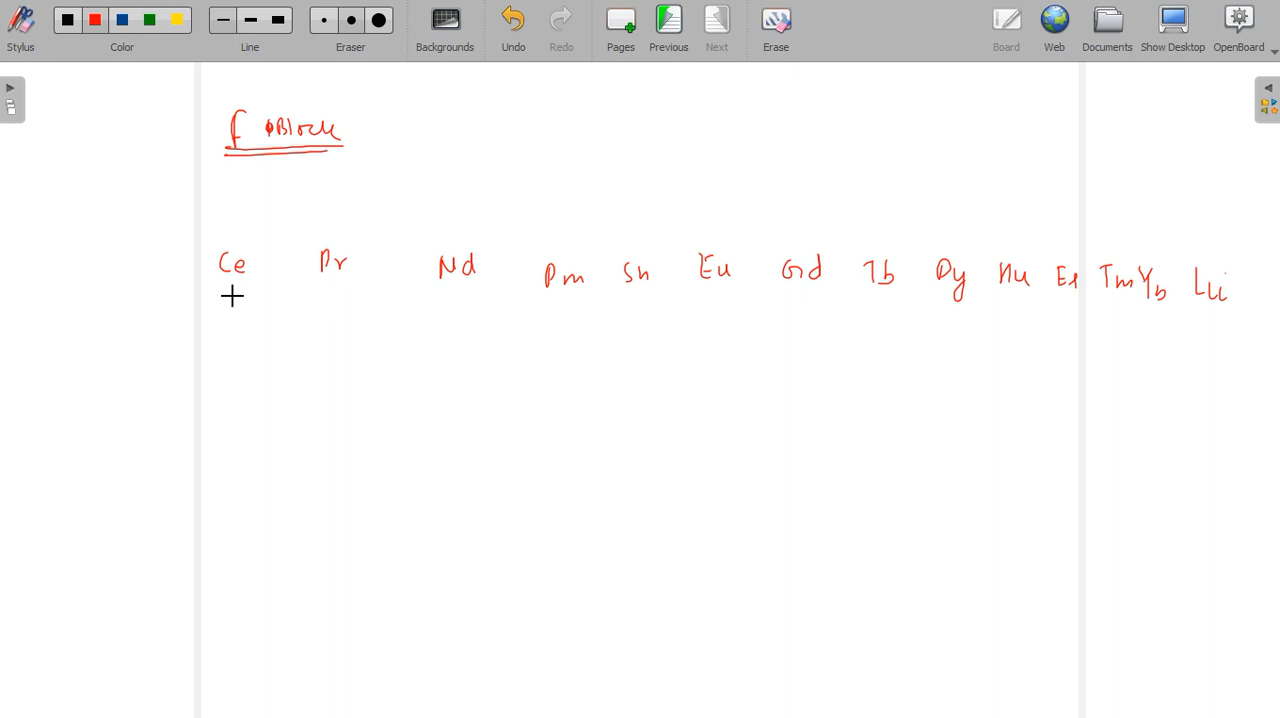 Stylus Color Line Eraser Backgrounds Undo Redo Pages Previous Next Erase Board Web Documents Show Desktop OpenBoard
F Block
Ce Pr Nd Pm Sn Eu Gd Tb Dy Hu Er Tm Yb Lu